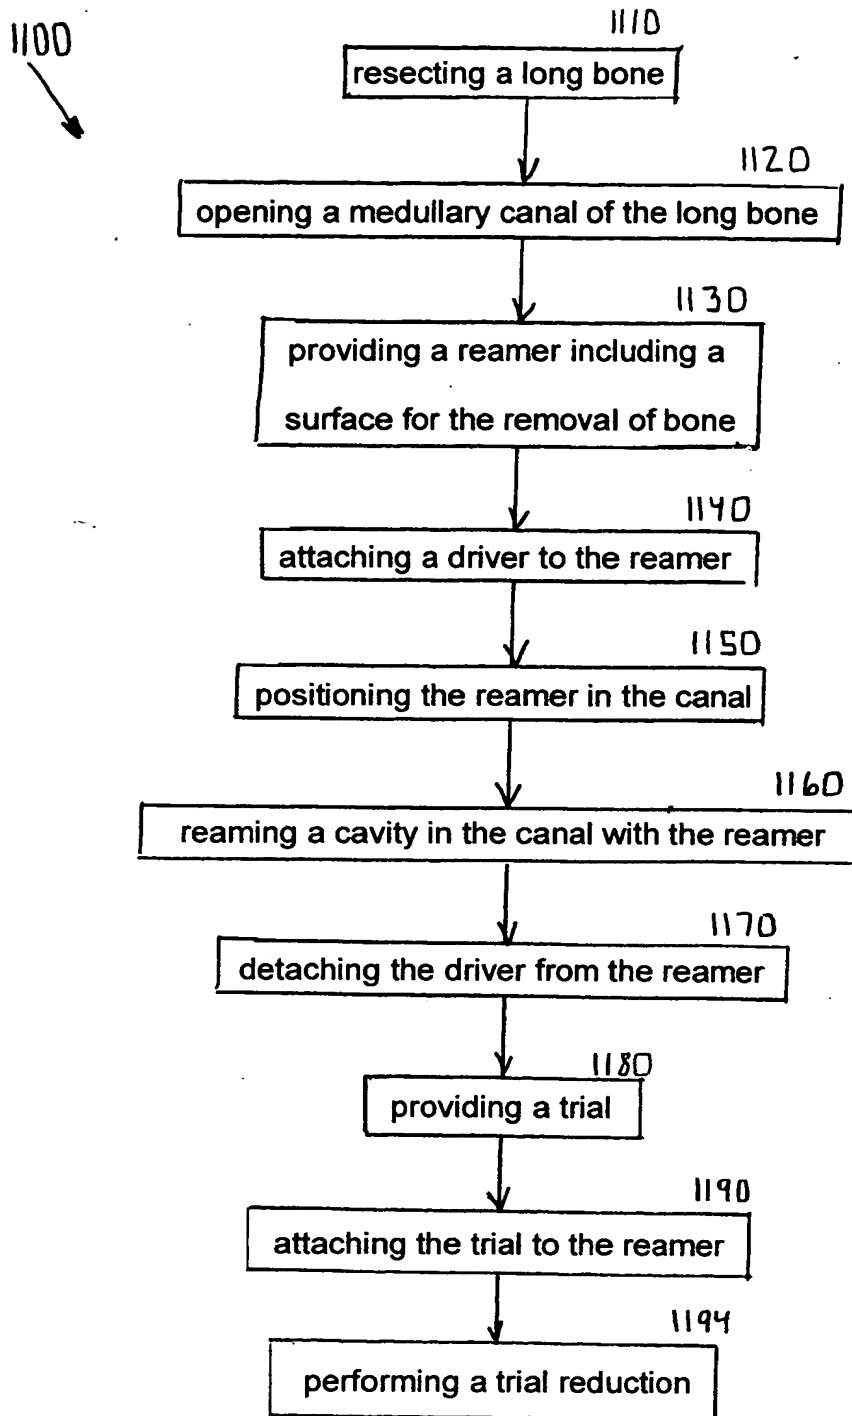 1100
1110
resecting a long bone
1120
opening a medullary canal of the long bone
1130
providing a reamer including a
surface for the removal of bone
1140
attaching a driver to the reamer
1150
positioning the reamer in the canal
1160
reaming a cavity in the canal with the reamer
1170
detaching the driver from the reamer
1180
providing a trial
1190
attaching the trial to the reamer
1194
performing a trial reduction